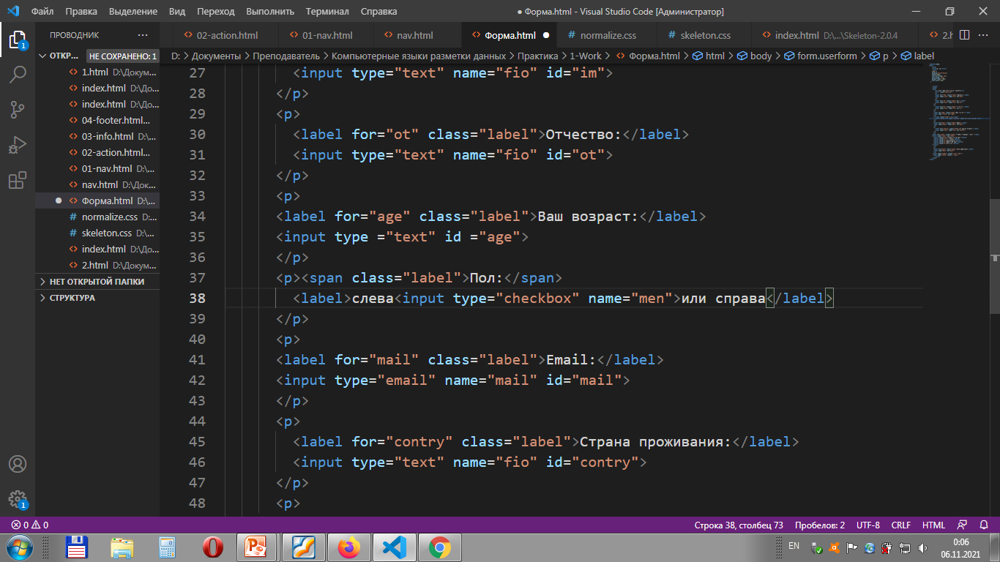 Файл Правка Выделение Вид Переход Выполнить Терминал Справка
● Форма.html - Visual Studio Code [Администратор]
ПРОВОДНИК ...
02-action.html 01-nav.html nav.html Форма.html ● normalize.css skeleton.css index.html D:\...\Skeleton-2.0.4 2.h
ОТКР... НЕ СОХРАНЕНО: 1
D: > Документы > Преподаватель > Компьютерные языки разметки данных > Практика > 1-Work > Форма.html > html > body > form.userform > p > label
1
1.html D:\Докум...
index.html D:\До...
index.html D:\До...
04-footer.html...
03-info.html D:\...
02-action.html...
01-nav.html D:\...
nav.html D:\Док...
● Форма.html D:\...
# normalize.css D:...
# skeleton.css D:\...
index.html D:\До...
2.html D:\Докум...
НЕТ ОТКРЫТОЙ ПАПКИ
СТРУКТУРА
1
27 <input type="text" name="fio" id="im">
28 </p>
29 <p>
30 <label for="ot" class="label">Отчество:</label>
31 <input type="text" name="fio" id="ot">
32 </p>
33 <p>
34 <label for="age" class="label">Ваш возраст:</label>
35 <input type ="text" id ="age">
36 </p>
37 <p><span class="label">Пол:</span>
38 <label>слева<input type="checkbox" name="men">или справа</label>
39 </p>
40 <p>
41 <label for="mail" class="label">Email:</label>
42 <input type="email" name="mail" id="mail">
43 </p>
44 <p>
45 <label for="contry" class="label">Страна проживания:</label>
46 <input type="text" name="fio" id="contry">
47 </p>
48 <p>
0 0 Строка 38, столбец 73 Пробелов: 2 UTF-8 CRLF HTML
EN 0:06
06.11.2021